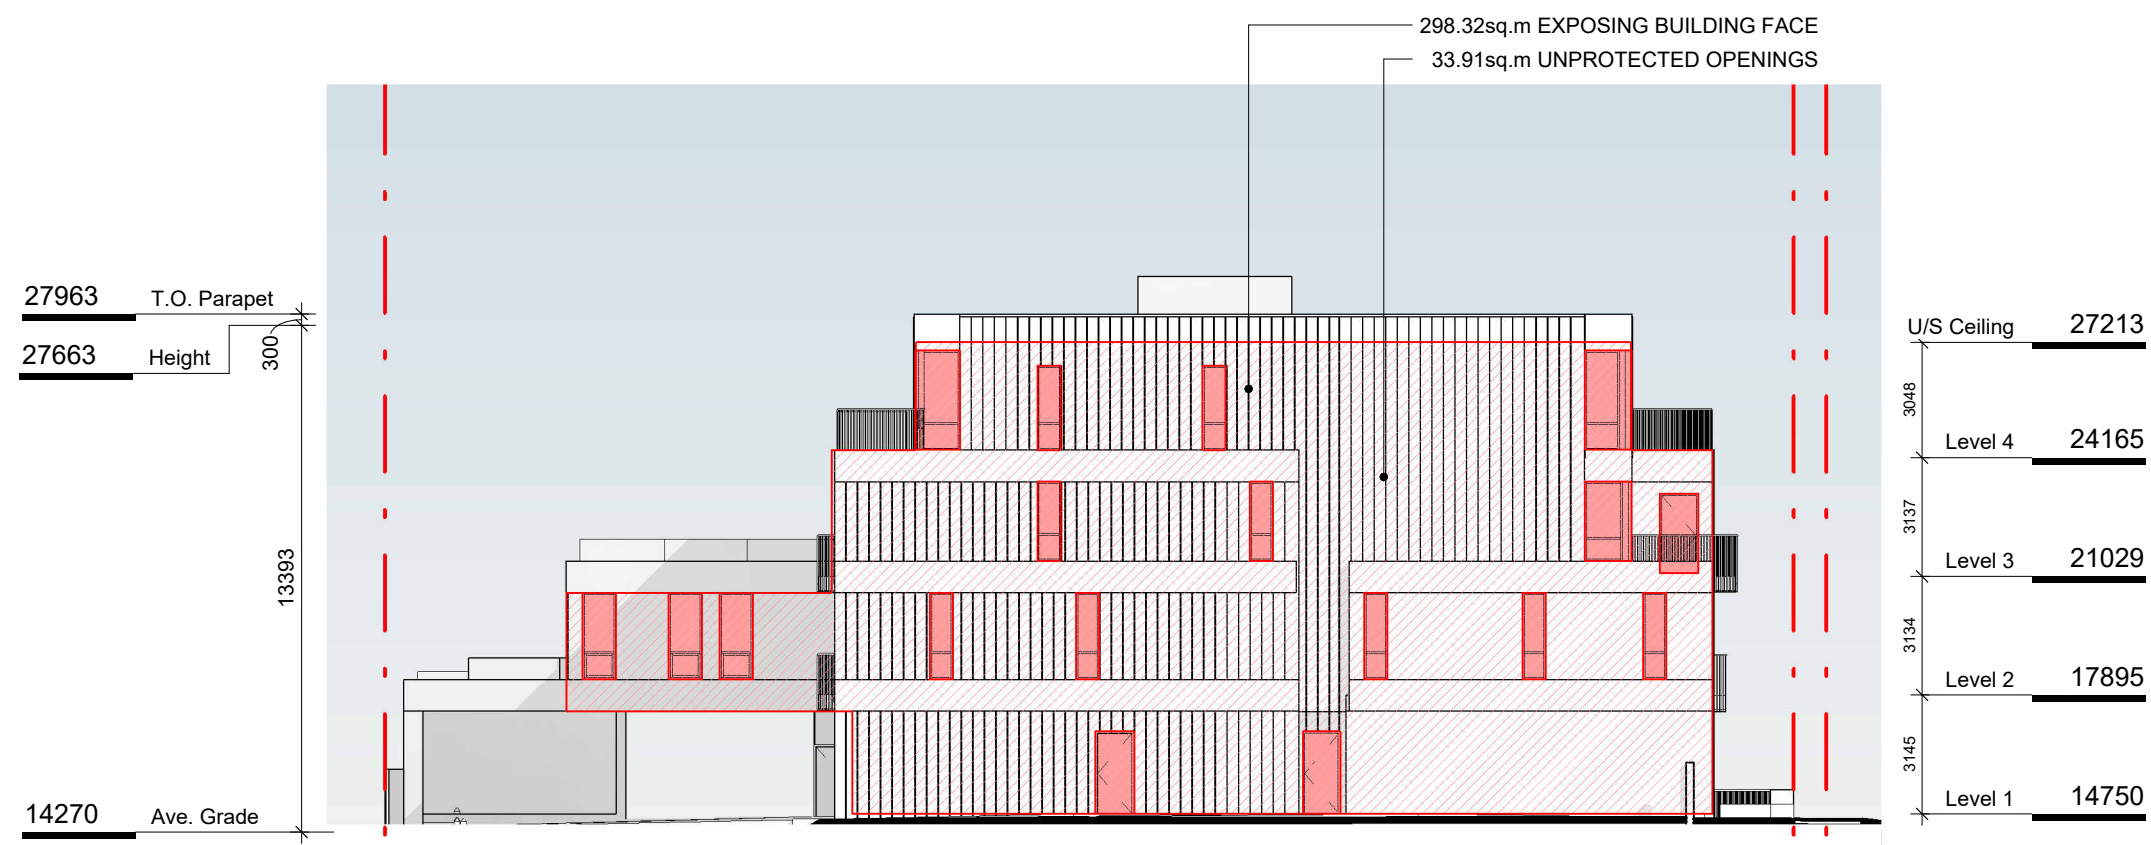 298.32sq.m EXPOSING BUILDING FACE
33.91sq.m UNPROTECTED OPENINGS
27963 T.O. Parapet
27663 Height
300
13393
14270 Ave. Grade
U/S Ceiling 27213
3048
Level 4 24165
3137
Level 3 21029
3134
Level 2 17895
3145
Level 1 14750